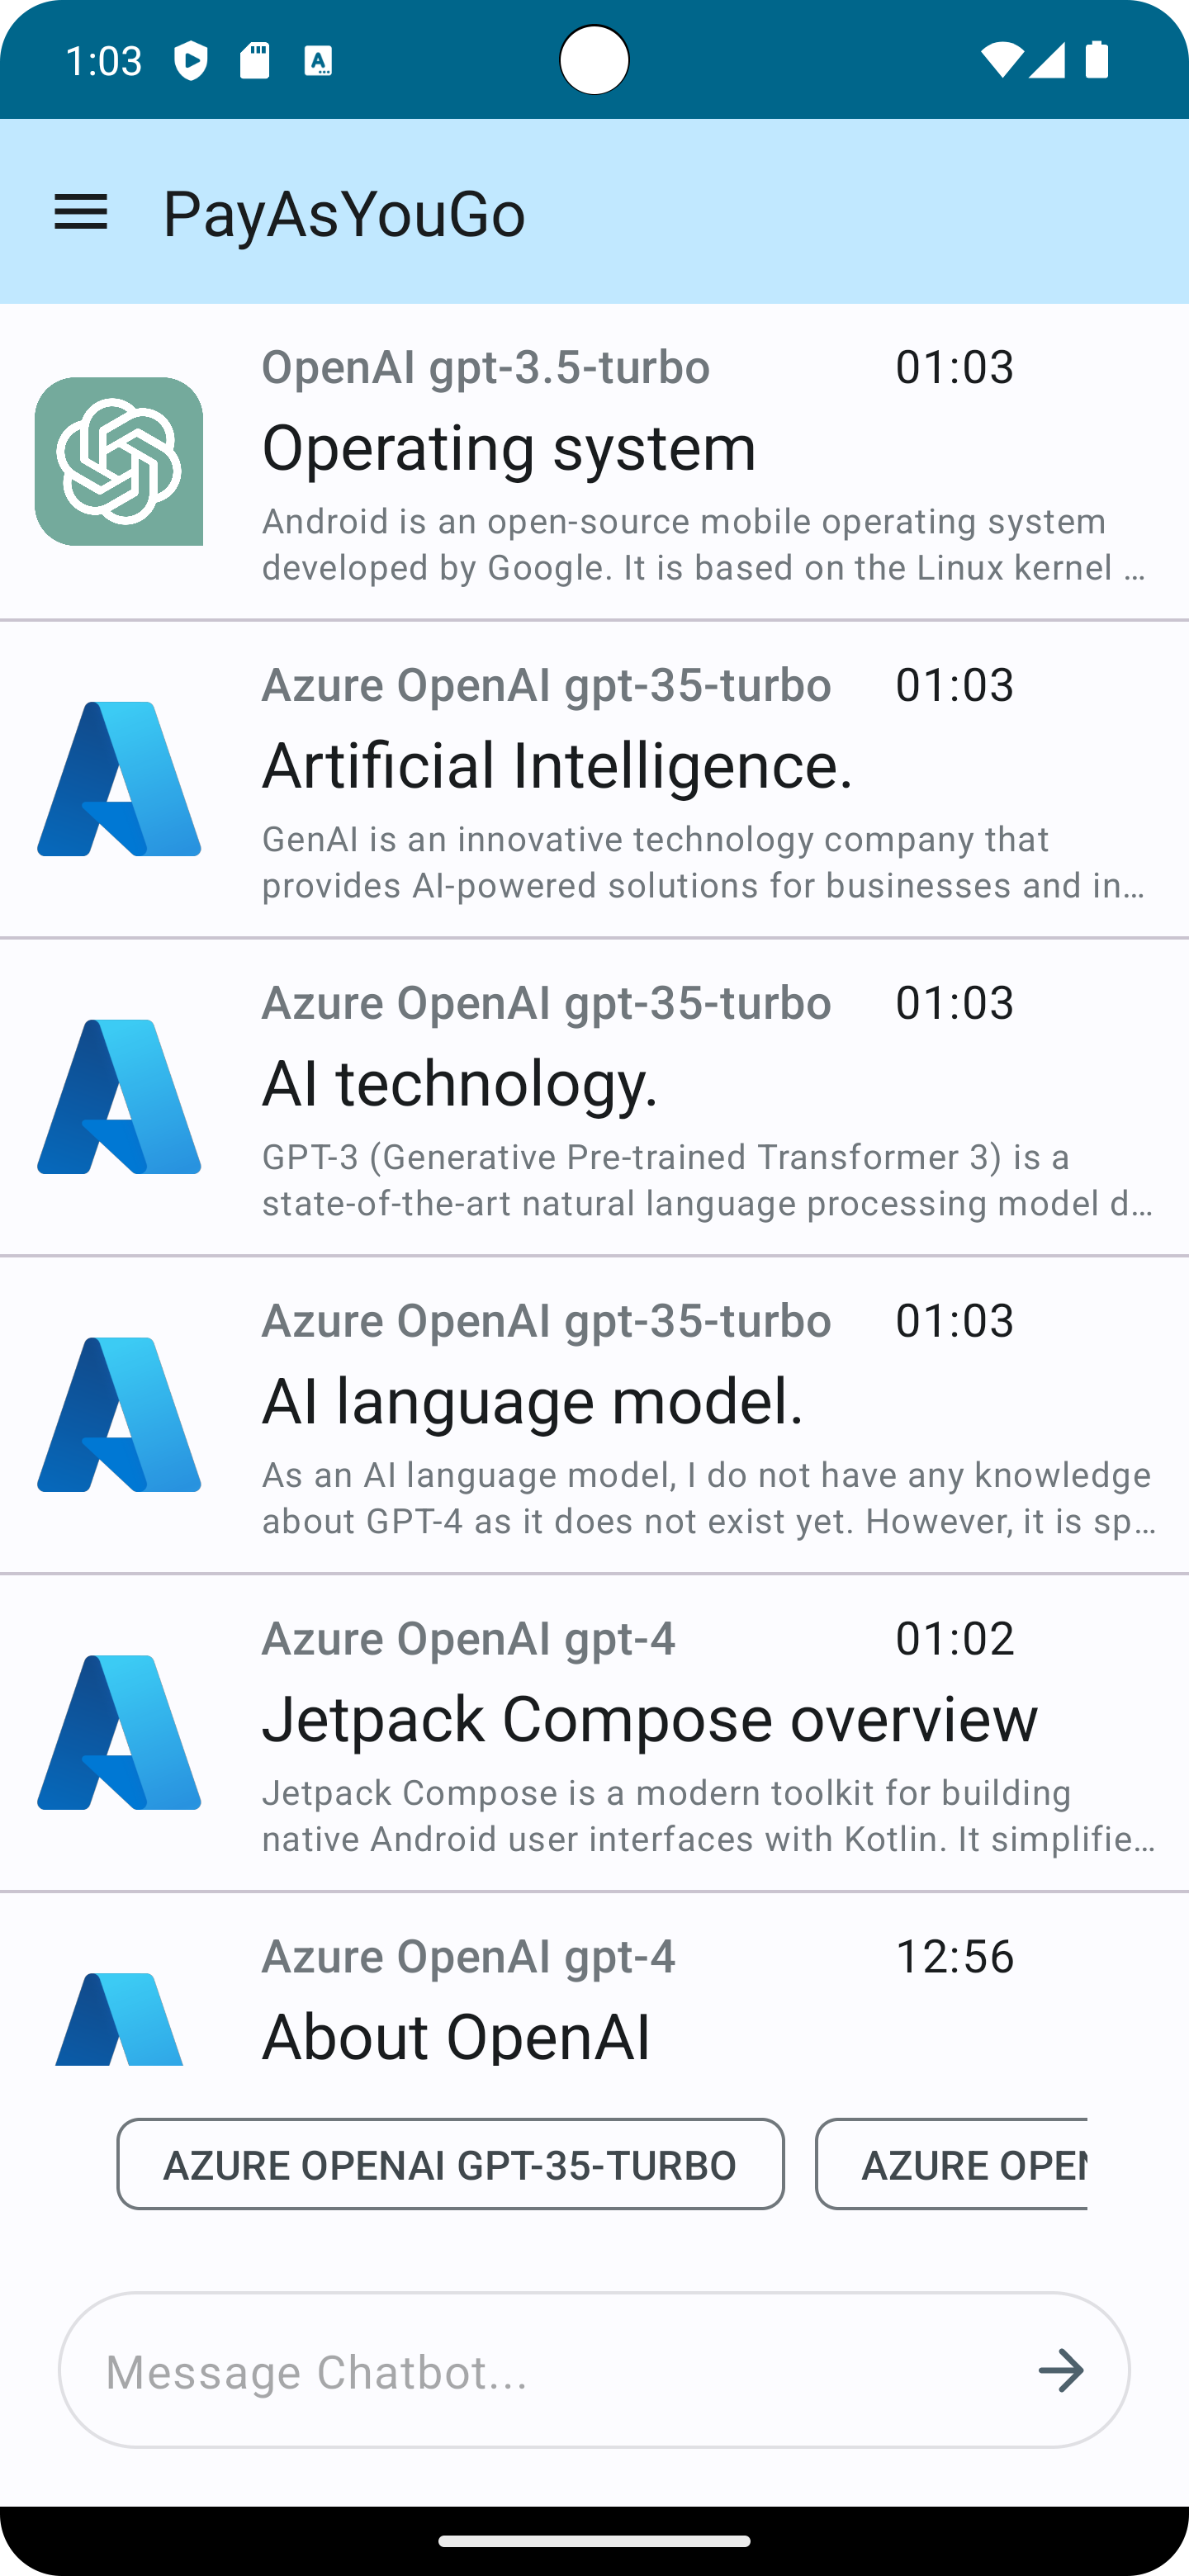 1:03
PayAsYouGo
OpenAI gpt-3.5-turbo 01:03
Operating system
Android is an open-source mobile operating system
developed by Google. It is based on the Linux kernel …
Azure OpenAI gpt-35-turbo 01:03
Artificial Intelligence.
GenAI is an innovative technology company that
provides AI-powered solutions for businesses and in…
Azure OpenAI gpt-35-turbo 01:03
AI technology.
GPT-3 (Generative Pre-trained Transformer 3) is a
state-of-the-art natural language processing model d…
Azure OpenAI gpt-35-turbo 01:03
AI language model.
As an AI language model, I do not have any knowledge
about GPT-4 as it does not exist yet. However, it is sp…
Azure OpenAI gpt-4 01:02
Jetpack Compose overview
Jetpack Compose is a modern toolkit for building
native Android user interfaces with Kotlin. It simplifie…
Azure OpenAI gpt-4 12:56
About OpenAI
AZURE OPENAI GPT-35-TURBO AZURE OPEN
Message Chatbot...